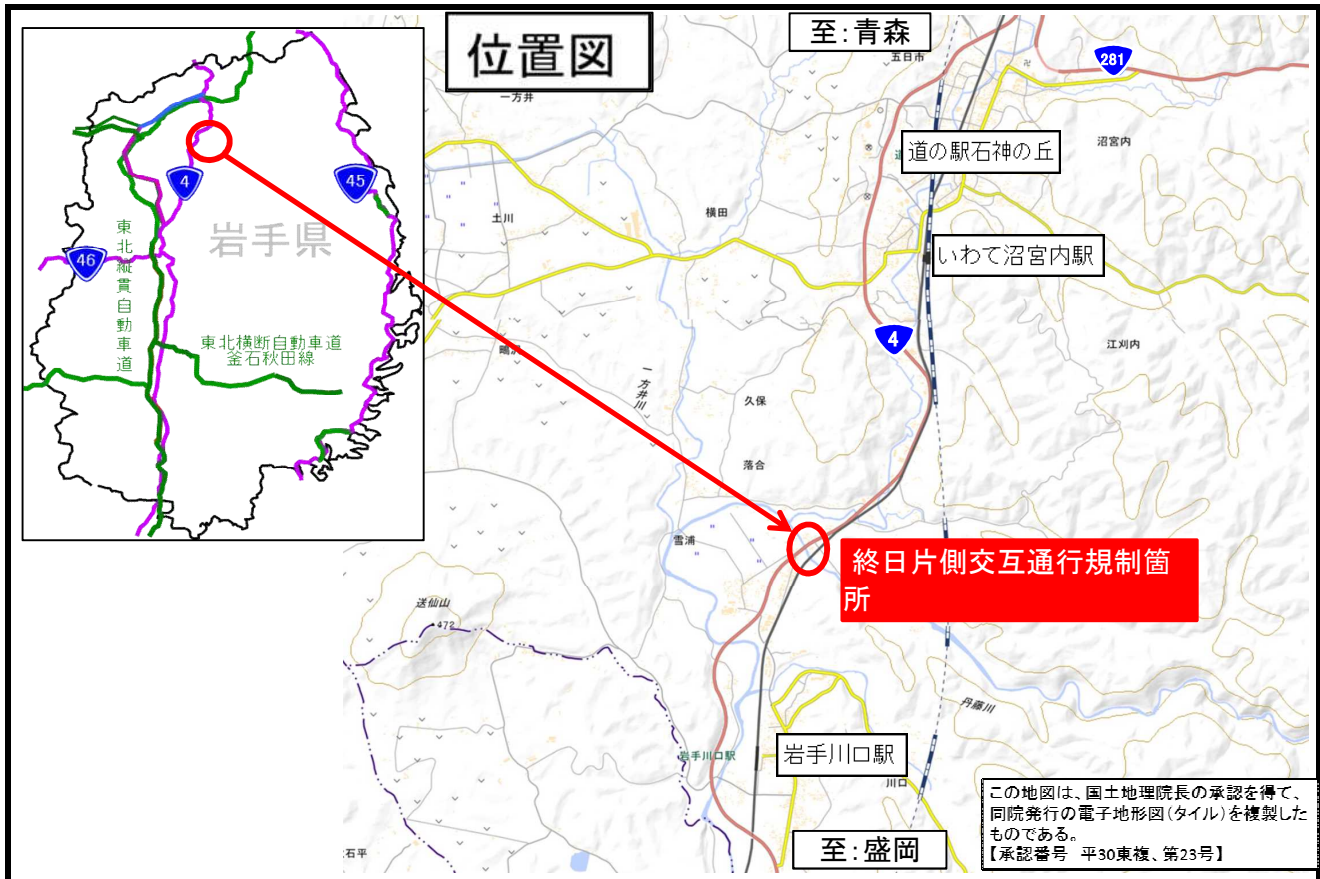 位置図
至:青森
五日市
281
一方井
道の駅石神の丘
沼宮内
4
45
岩手県
46
東北縦貫自動車道
東北横断自動車道
釜石秋田線
土川
横田
いわて沼宮内駅
4
江刈内
一方井川
久保
落合
雪浦
終日片側交互通行規制箇
所
送仙山
472
丹藤川
岩手川口駅
岩手川口駅
川口
至:盛岡
石平
この地図は、国土地理院長の承認を得て、
同院発行の電子地形図(タイル)を複製した
ものである。
【承認番号 平30東複、第23号】